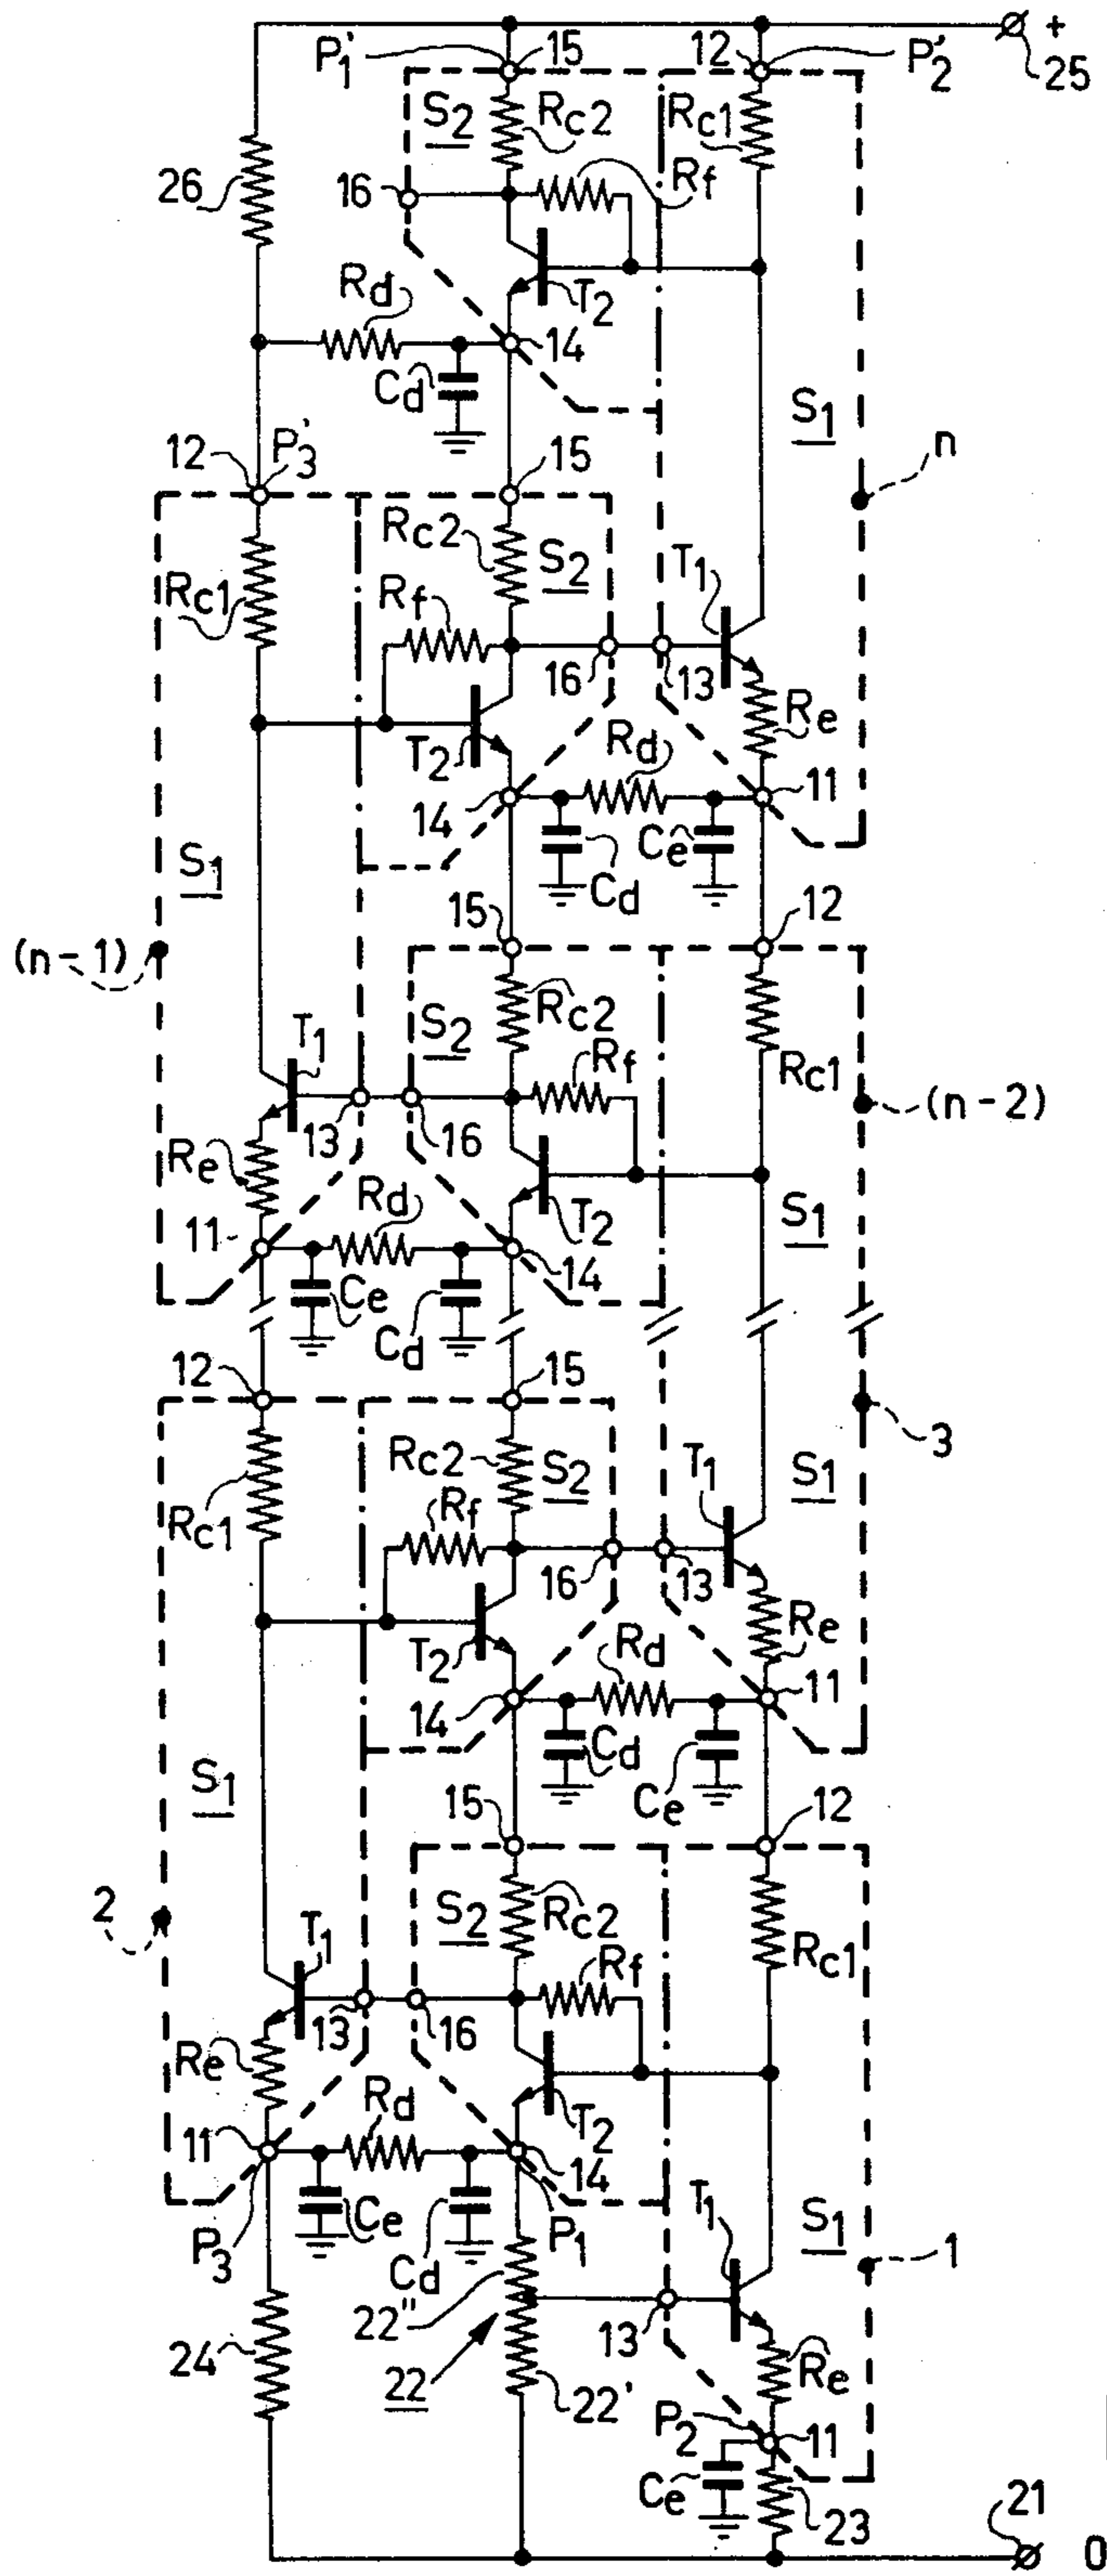 P'1 15 12 P'2 + 25
S2 Rc2 Rc1
26 16 Rf
Rd T2
14
Cd S1
12 P'3 15 n
Rc2 S2
Rc1 Rf T1
16 13
Re
T2 Rd
14 11
S1 Ce
Cd
15 12
(n-1)
S2 Rc2
T1 Rf Rc1
(n-2)
13 16
Re Rd T2 S1
11 14
Ce
Cd
12 15
3
Rc2 S2 T1 S1
Rc1 Rf
16 13
Re
T2 Rd
14 11
S1 Cd
15 Ce 12
2
S2 Rc2
T1 Rf Rc1
13 16
Re
Rd T2
11 14
T1 S1
P3 Ce Cd P1 1
22"
24 13
22 22' Re
P2 11
Ce 23 21
0